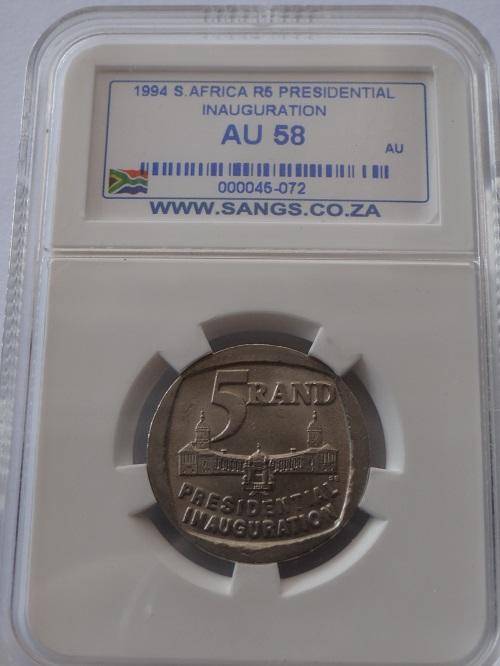 1994 S.AFRICA R5 PRESIDENTIAL
INAUGURATION
AU 58
AU
000045-072
WWW.SANGS.CO.ZA
5 RAND
PRESIDENTIAL
INAUGURATION